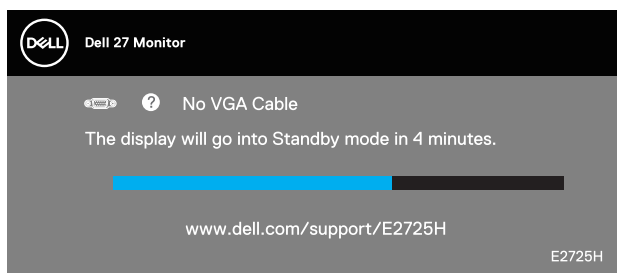 DELL
Dell 27 Monitor
? No VGA Cable
The display will go into Standby mode in 4 minutes.
www.dell.com/support/E2725H
E2725H